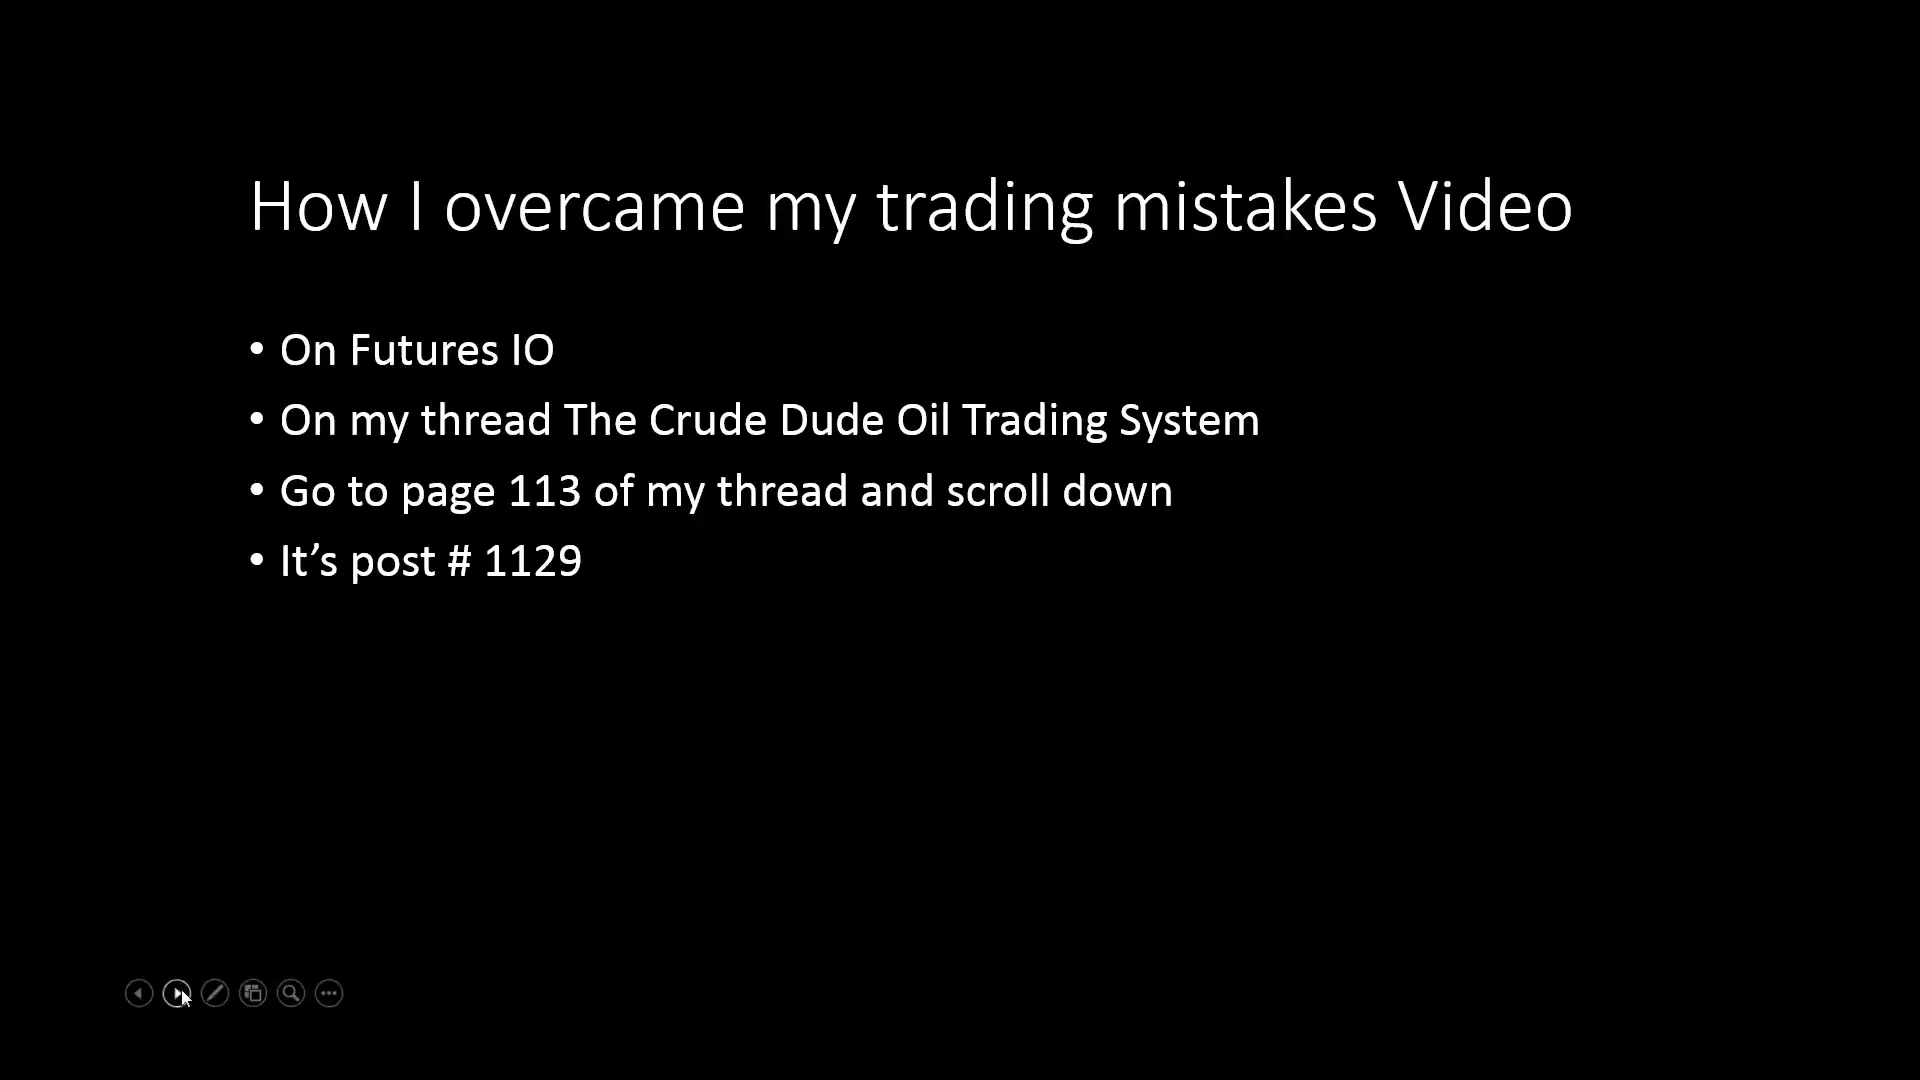 How I overcame my trading mistakes Video
• On Futures IO
• On my thread The Crude Dude Oil Trading System
• Go to page 113 of my thread and scroll down
• It’s post # 1129